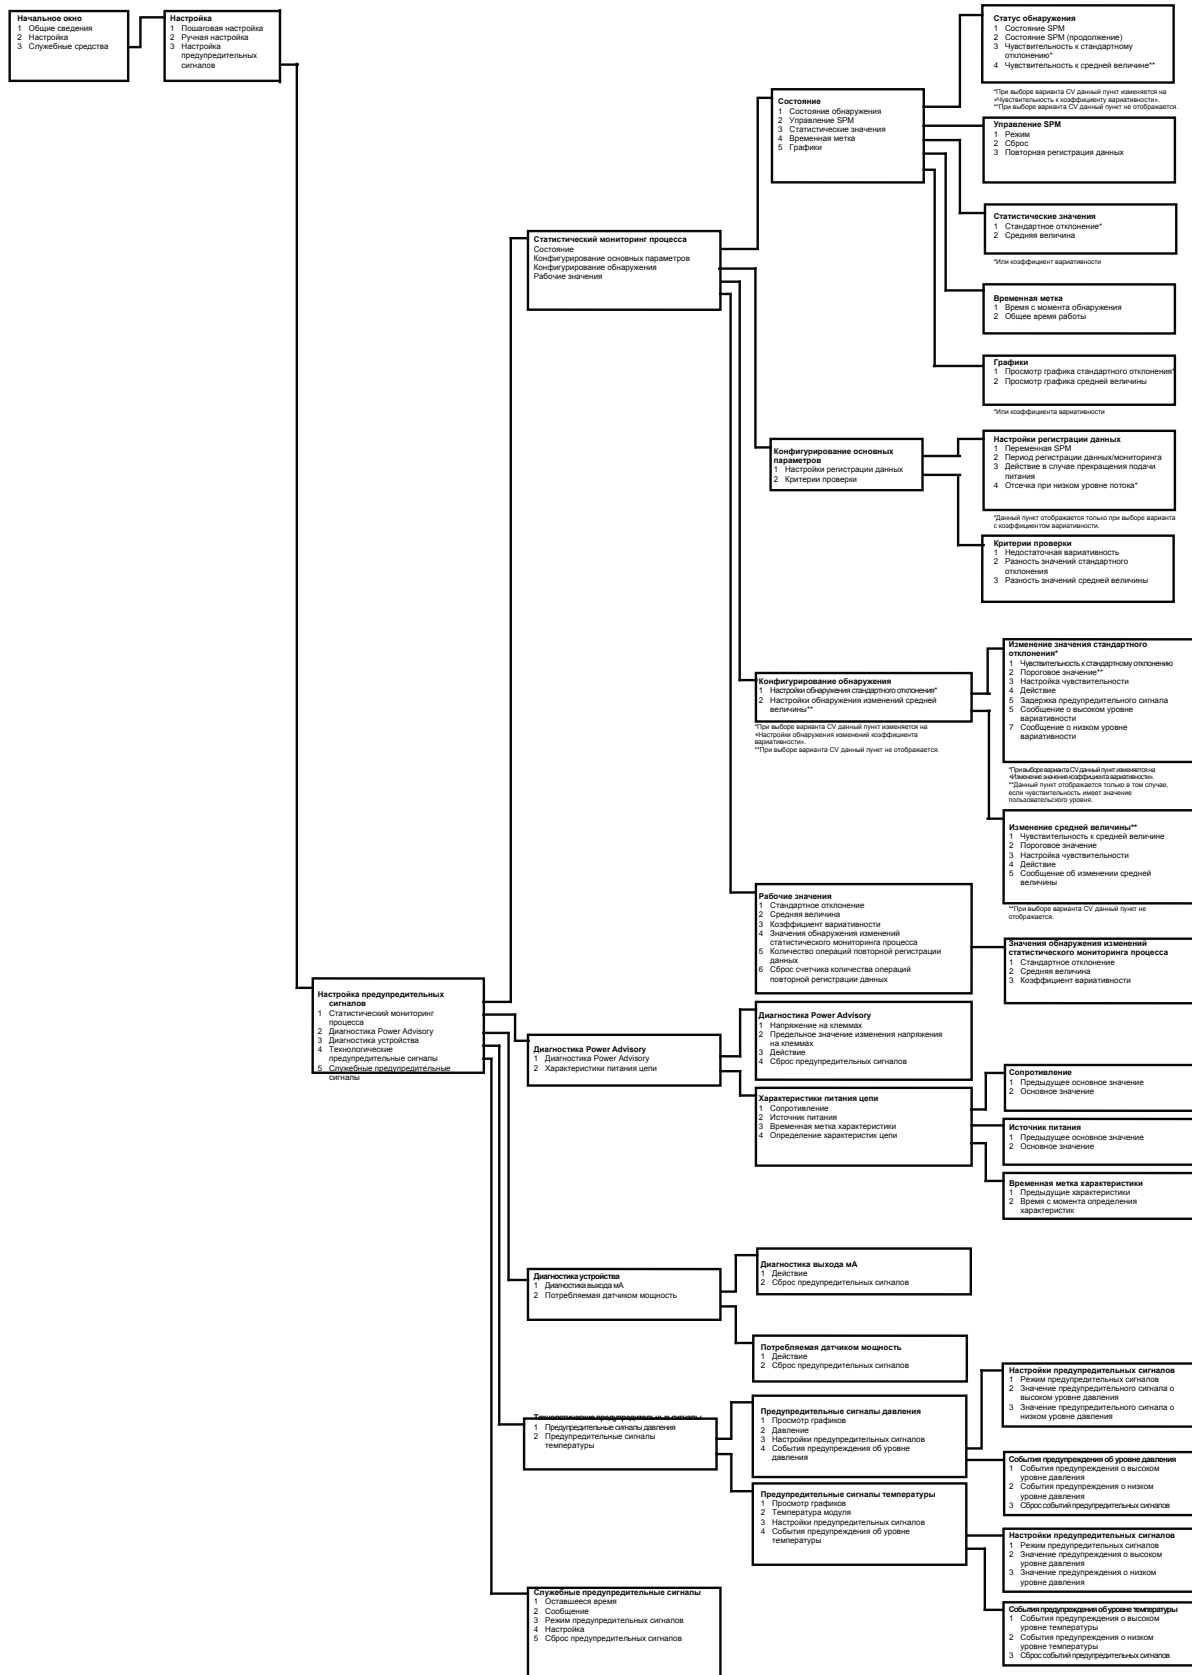 Начальное окно
1 Общие сведения
2 Настройка
3 Служебные средства
Настройка
1 Пошаговая настройка
2 Ручная настройка
3 Настройка
предупредительных
сигналов
Статус обнаружения
1 Состояние SPM
2 Состояние SPM (продолжение)
3 Чувствительность к стандартному
отклонению*
4 Чувствительность к средней величине**
*При выборе варианта CV данный пункт изменяется на
«Чувствительность к коэффициенту вариативности».
**При выборе варианта CV данный пункт не отображается.
Состояние
1 Состояние обнаружения
2 Управление SPM
3 Статистические значения
4 Временная метка
5 Графики
Управление SPM
1 Режим
2 Сброс
3 Повторная регистрация данных
Статистические значения
1 Стандартное отклонение*
2 Средняя величина
*Или коэффициент вариативности
Статистический мониторинг процесса
Состояние
Конфигурирование основных параметров
Конфигурирование обнаружения
Рабочие значения
Временная метка
1 Время с момента обнаружения
2 Общее время работы
Графики
1 Просмотр графика стандартного отклонения*
2 Просмотр графика средней величины
*Или коэффициента вариативности
Конфигурирование основных
параметров
1 Настройки регистрации данных
2 Критерии проверки
Настройки регистрации данных
1 Переменная SPM
2 Период регистрации данных/мониторинга
3 Действие в случае прекращения подачи
питания
4 Отсечка при низком уровне потока*
*Данный пункт отображается только при выборе варианта
с коэффициентом вариативности.
Критерии проверки
1 Недостаточная вариативность
2 Разность значений стандартного
отклонения
3 Разность значений средней величины
Конфигурирование обнаружения
1 Настройки обнаружения стандартного отклонения*
2 Настройки обнаружения изменений средней
величины**
*При выборе варианта CV данный пункт изменяется на
«Настройки обнаружения изменений коэффициента
вариативности».
**При выборе варианта CV данный пункт не отображается.
Изменение значения стандартного
отклонения*
1 Чувствительность к стандартному отклонению
2 Пороговое значение**
3 Настройка чувствительности
4 Действие
5 Задержка предупредительного сигнала
5 Сообщение о высоком уровне
вариативности
7 Сообщение о низком уровне
вариативности
*При выборе варианта CV данный пункт изменяется на
«Изменение значения коэффициента вариативности».
**Данный пункт отображается только в том случае,
если чувствительность имеет значение
пользовательского уровня.
Изменение средней величины**
1 Чувствительность к средней величине
2 Пороговое значение
3 Настройка чувствительности
4 Действие
5 Сообщение об изменении средней
величины
**При выборе варианта CV данный пункт не
отображается.
Рабочие значения
1 Стандартное отклонение
2 Средняя величина
3 Коэффициент вариативности
4 Значения обнаружения изменений
статистического мониторинга процесса
5 Количество операций повторной регистрации
данных
6 Сброс счетчика количества операций
повторной регистрации данных
Значения обнаружения изменений
статистического мониторинга процесса
1 Стандартное отклонение
2 Средняя величина
3 Коэффициент вариативности
Настройка предупредительных
сигналов
1 Статистический мониторинг
процесса
2 Диагностика Power Advisory
3 Диагностика устройства
4 Технологические
предупредительные сигналы
5 Служебные предупредительные
сигналы
Диагностика Power Advisory
1 Диагностика Power Advisory
2 Характеристики питания цепи
Диагностика Power Advisory
1 Напряжение на клеммах
2 Предельное значение изменения напряжения
на клеммах
3 Действие
4 Сброс предупредительных сигналов
Характеристики питания цепи
1 Сопротивление
2 Источник питания
3 Временная метка характеристики
4 Определение характеристик цепи
Сопротивление
1 Предыдущее основное значение
2 Основное значение
Источник питания
1 Предыдущее основное значение
2 Основное значение
Временная метка характеристики
1 Предыдущие характеристики
2 Время с момента определения
характеристик
Диагностика устройства
1 Диагностика выхода мА
2 Потребляемая датчиком мощность
Диагностика выхода мА
1 Действие
2 Сброс предупредительных сигналов
Потребляемая датчиком мощность
1 Действие
2 Сброс предупредительных сигналов
Технологические предупредительные сигналы
1 Предупредительные сигналы давления
2 Предупредительные сигналы
температуры
Предупредительные сигналы давления
1 Просмотр графиков
2 Давление
3 Настройки предупредительных сигналов
4 События предупреждения об уровне
давления
Настройки предупредительных сигналов
1 Режим предупредительных сигналов
2 Значение предупредительного сигнала о
высоком уровне давления
3 Значение предупредительного сигнала о
низком уровне давления
События предупреждения об уровне давления
1 События предупреждения о высоком
уровне давления
2 События предупреждения о низком
уровне давления
3 Сброс событий предупредительных сигналов
Предупредительные сигналы температуры
1 Просмотр графиков
2 Температура модуля
3 Настройки предупредительных сигналов
4 События предупреждения об уровне
температуры
Настройки предупредительных сигналов
1 Режим предупредительных сигналов
2 Значение предупреждения о высоком
уровне давления
3 Значение предупреждения о низком
уровне давления
События предупреждения об уровне температуры
1 События предупреждения о высоком
уровне температуры
2 События предупреждения о низком
уровне температуры
3 Сброс событий предупредительных сигналов
Служебные предупредительные сигналы
1 Оставшееся время
2 Сообщение
3 Режим предупредительных сигналов
4 Настройка
5 Сброс предупредительных сигналов